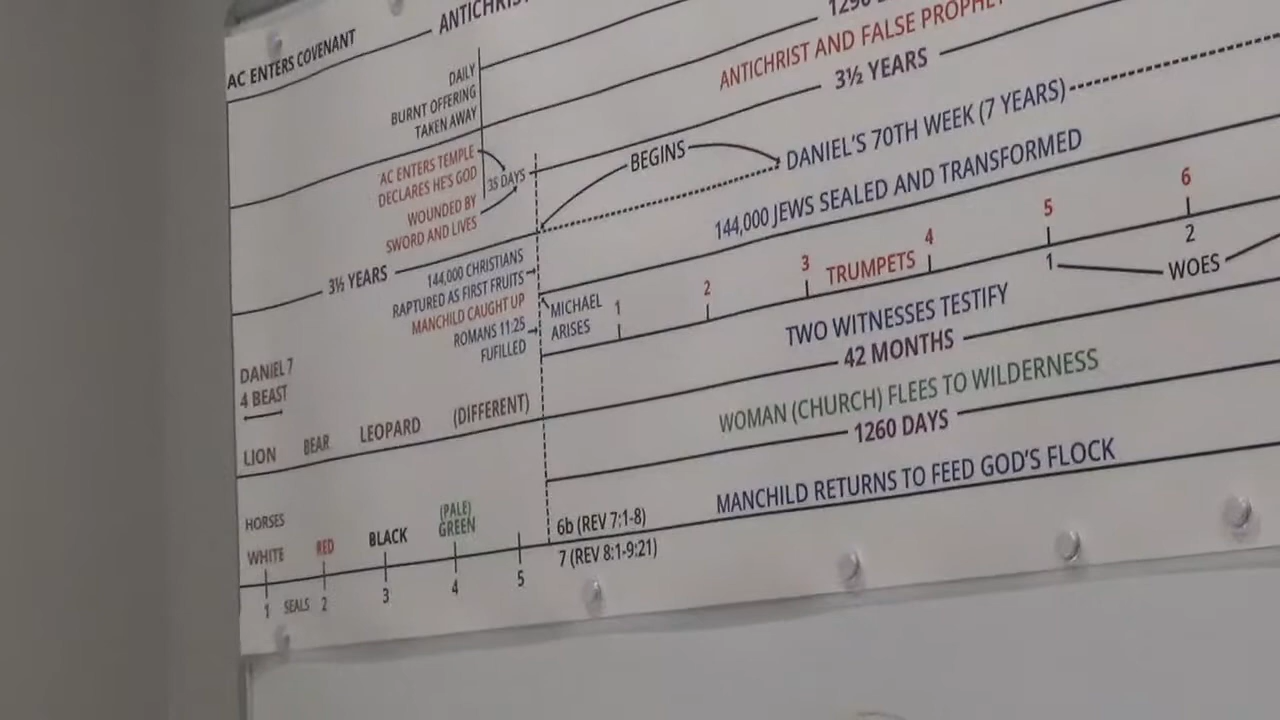 AC ENTERS COVENANT
1290
ANTICHRIST AND FALSE PROPHET
3½ YEARS
DAILY
BURNT OFFERING
TAKEN AWAY
AC ENTERS TEMPLE
DECLARES HE'S GOD
35 DAYS
WOUNDED BY
SWORD AND LIVES
BEGINS
DANIEL'S 70TH WEEK (7 YEARS)
144,000 JEWS SEALED AND TRANSFORMED
3½ YEARS
144,000 CHRISTIANS
RAPTURED AS FIRST FRUITS
MANCHILD CAUGHT UP
ROMANS 11:25
FUFILLED
MICHAEL
ARISES
1 2 3 TRUMPETS 4 5 6
1 WOES 2
TWO WITNESSES TESTIFY
42 MONTHS
DANIEL 7
4 BEAST
LION BEAR LEOPARD (DIFFERENT)
WOMAN (CHURCH) FLEES TO WILDERNESS
1260 DAYS
MANCHILD RETURNS TO FEED GOD'S FLOCK
HORSES
WHITE RED BLACK (PALE)
GREEN
6b (REV 7:1-8)
7 (REV 8:1-9:21)
1 SEALS 2 3 4 5